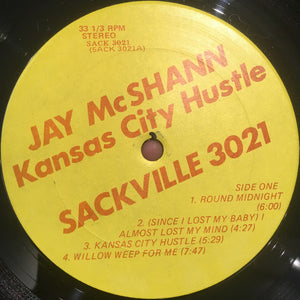 33 1/3 RPM
STEREO
SACK 3021
(SACK 3021A)
JAY McSHANN
Kansas City Hustle
SACKVILLE 3021
SIDE ONE
1. ROUND MIDNIGHT
(6:00)
2. (SINCE I LOST MY BABY) I
ALMOST LOST MY MIND (4:27)
3. KANSAS CITY HUSTLE (5:29)
4. WILLOW WEEP FOR ME (7:47)